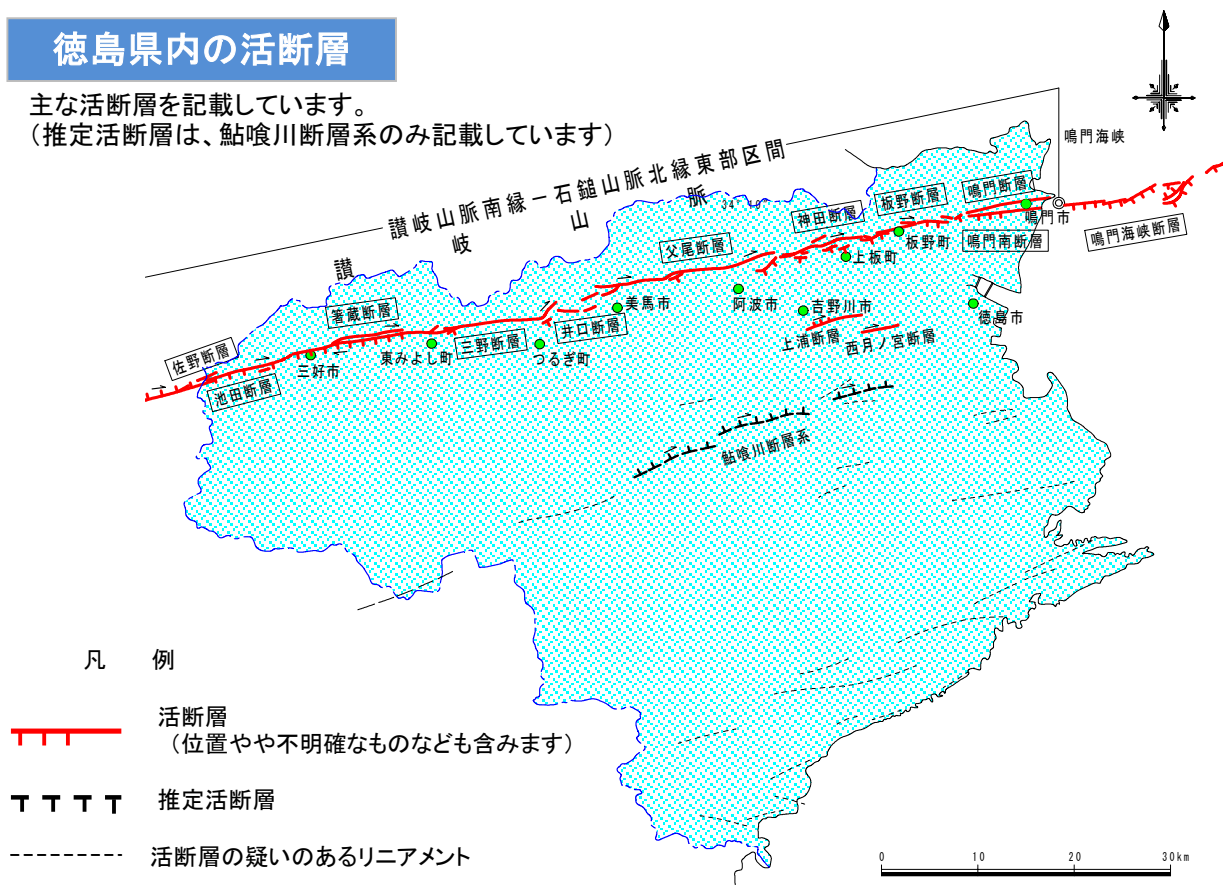 徳島県内の活断層
主な活断層を記載しています。
（推定活断層は、鮎喰川断層系のみ記載しています）
鳴門海峡
讃岐山脈南縁－石鎚山脈北縁東部区間
讃岐山脈
34°10'
鳴門断層
板野断層
神田断層
鳴門市
鳴門海峡断層
鳴門南断層
板野町
父尾断層
上板町
美馬市
阿波市
吉野川市
徳島市
箸蔵断層
井口断層
上浦断層
西月ノ宮断層
佐野断層
三好市
東みよし町
三野断層
つるぎ町
池田断層
鮎喰川断層系
凡　例
活断層
（位置やや不明確なものなども含みます）
推定活断層
活断層の疑いのあるリニアメント
0 10 20 30km